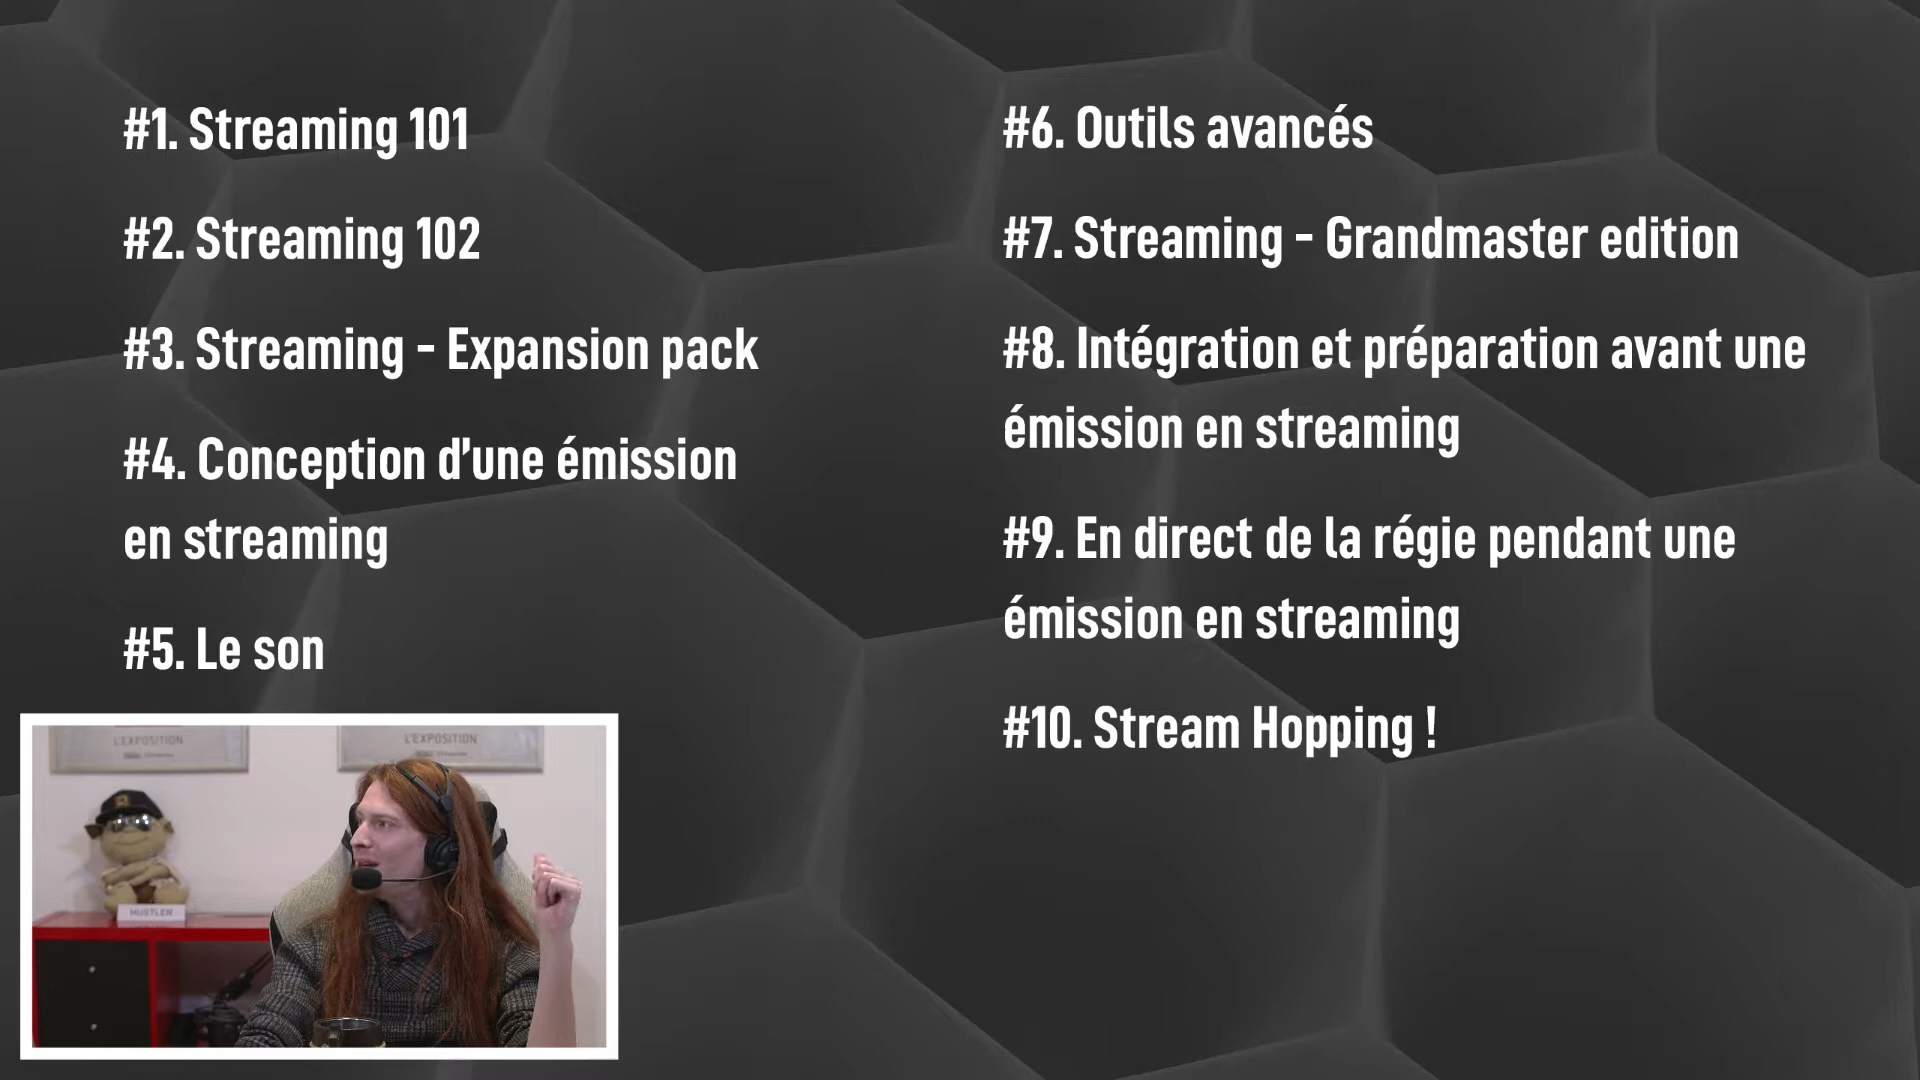 #1. Streaming 101
#2. Streaming 102
#3. Streaming - Expansion pack
#4. Conception d'une émission
en streaming
#5. Le son
#6. Outils avancés
#7. Streaming - Grandmaster edition
#8. Intégration et préparation avant une
émission en streaming
#9. En direct de la régie pendant une
émission en streaming
#10. Stream Hopping !
L'EXPOSITION
L'EXPOSITION
HUSTLER